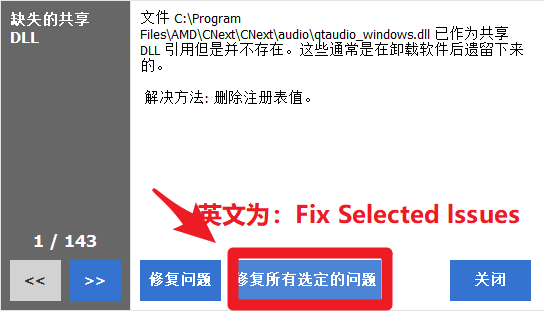 缺失的共享
DLL
文件 C:\Program
Files\AMD\CNext\CNext\audio\qtaudio_windows.dll 已作为共享
DLL 引用但是并不存在。这些通常是在卸载软件后遗留下来
的。
解决方法: 删除注册表值。
英文为：Fix Selected Issues
1 / 143
<<
>>
修复问题
修复所有选定的问题
关闭